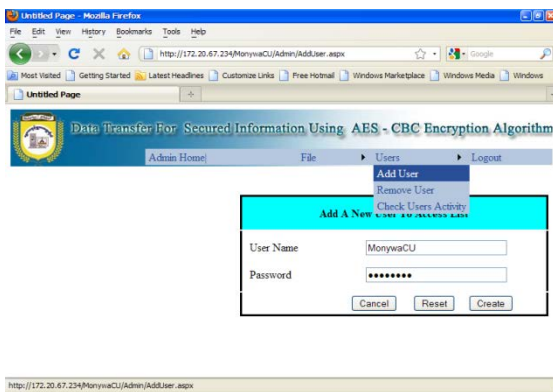 Untitled Page - Mozilla Firefox
File Edit View History Bookmarks Tools Help
http://172.20.67.234/MonywaCU/Admin/AddUser.aspx
Google
Most Visited Getting Started Latest Headlines Customize Links Free Hotmail Windows Marketplace Windows Media Windows
Untitled Page
Data Transfer For Secured Information Using AES - CBC Encryption Algorithm
Admin Home| File Users Logout
Add User
Remove User
Check Users Activity
Add A New User To Access List
User Name MonywaCU
Password ●●●●●●●●
Cancel Reset Create
http://172.20.67.234/MonywaCU/Admin/AddUser.aspx